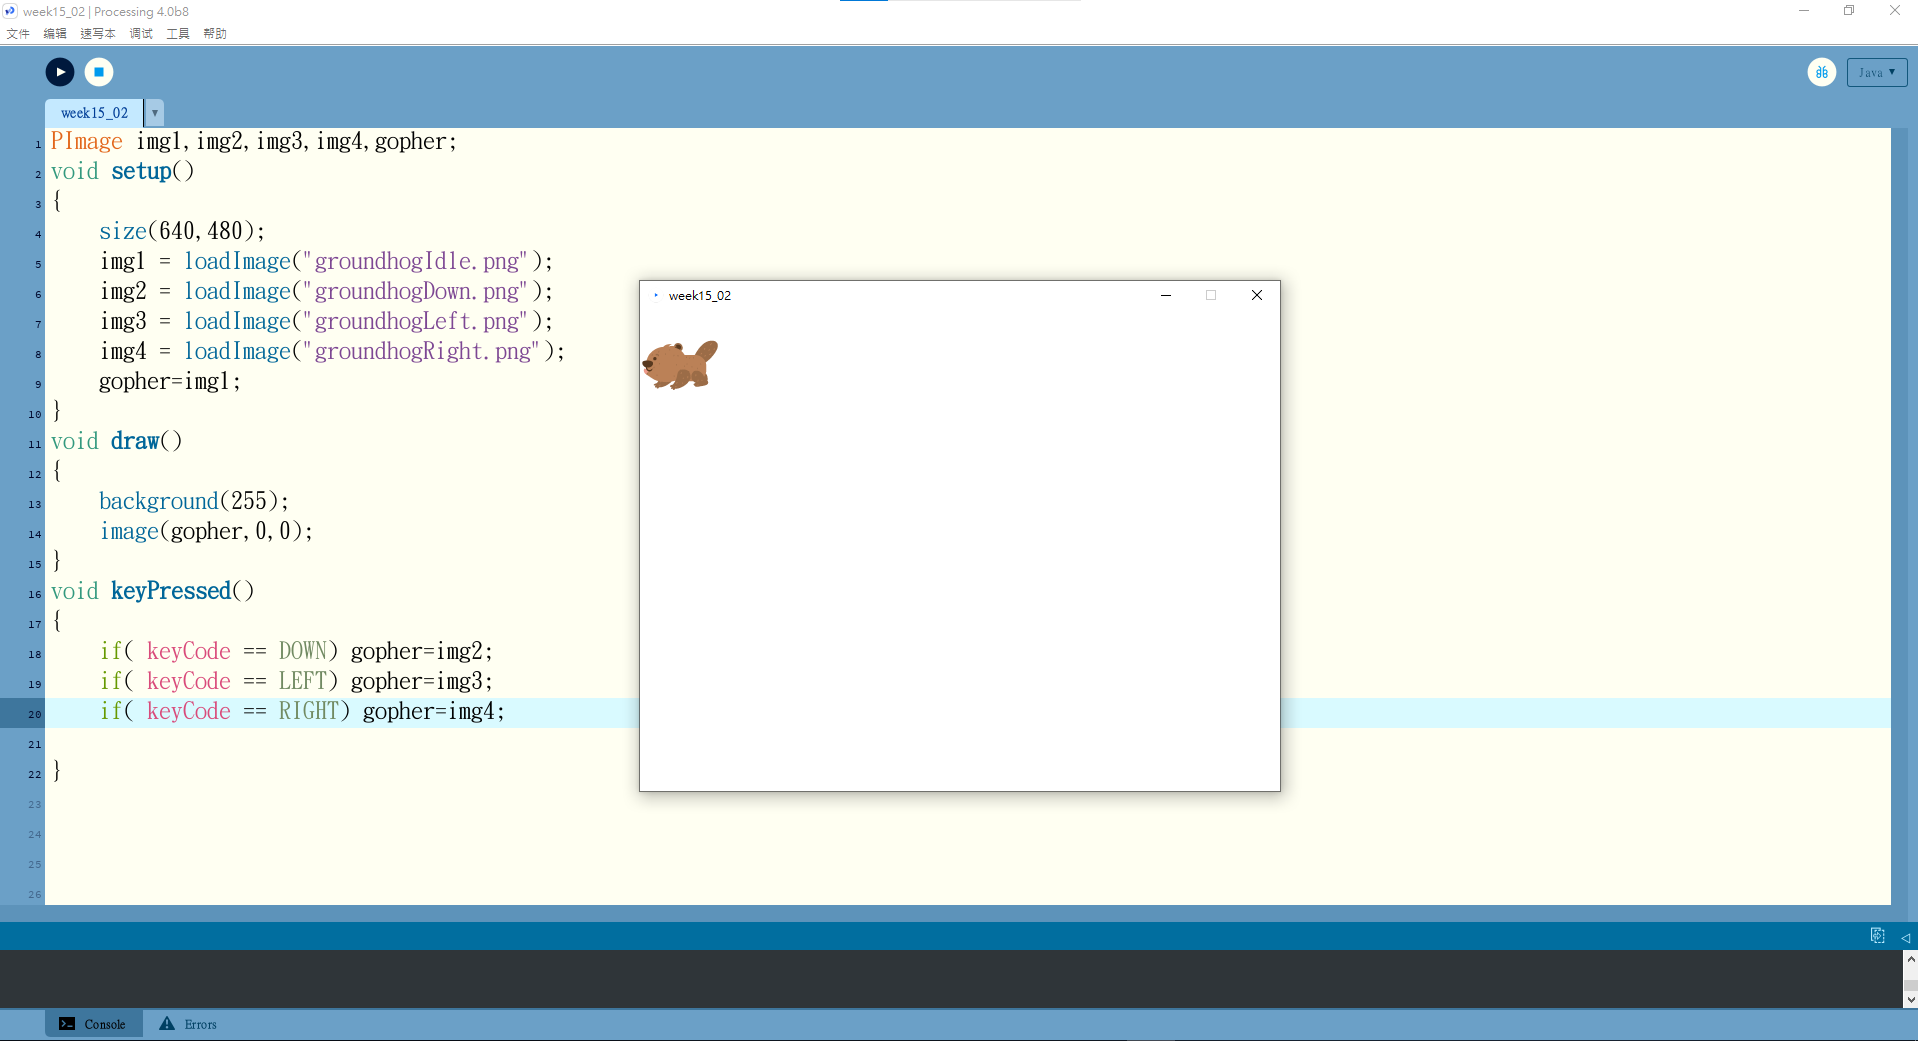 week15_02 | Processing 4.0b8
文件 编辑 速写本 调试 工具 帮助
Java ▼
week15_02 ▼
1 PImage img1,img2,img3,img4,gopher;
2 void setup()
3 {
4 size(640,480);
5 img1 = loadImage("groundhogIdle.png");
6 img2 = loadImage("groundhogDown.png");
7 img3 = loadImage("groundhogLeft.png");
8 img4 = loadImage("groundhogRight.png");
9 gopher=img1;
10 }
11 void draw()
12 {
13 background(255);
14 image(gopher,0,0);
15 }
16 void keyPressed()
17 {
18 if( keyCode == DOWN) gopher=img2;
19 if( keyCode == LEFT) gopher=img3;
20 if( keyCode == RIGHT) gopher=img4;
21
22 }
23
24
25
26
week15_02
Console Errors